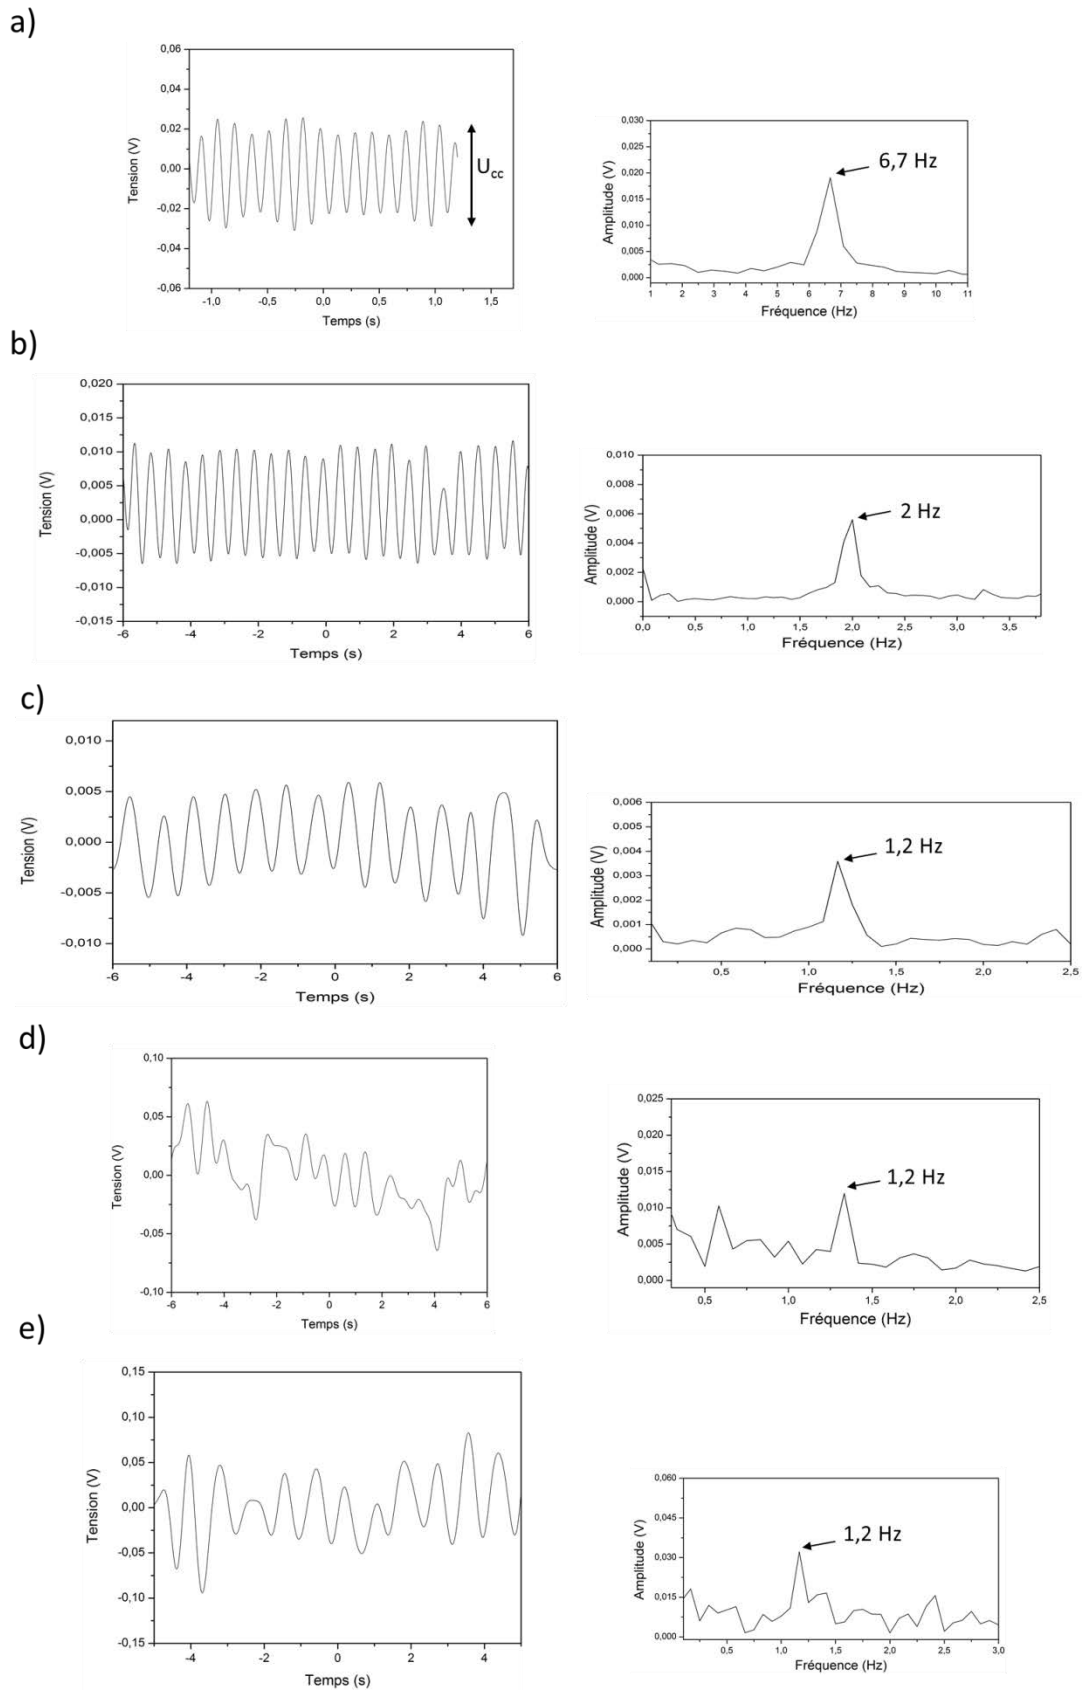 a)
0,06
0,04
0,02
0,00
-0,02
-0,04
-0,06
Tension (V)
U_cc
-1,0 -0,5 0,0 0,5 1,0 1,5
Temps (s)
0,030
0,025
0,020
0,015
0,010
0,005
0,000
Amplitude (V)
6,7 Hz
1 2 3 4 5 6 7 8 9 10 11
Fréquence (Hz)
b)
0,020
0,015
0,010
0,005
0,000
-0,005
-0,010
-0,015
Tension (V)
-6 -4 -2 0 2 4 6
Temps (s)
0,010
0,008
0,006
0,004
0,002
0,000
Amplitude (V)
2 Hz
0,0 0,5 1,0 1,5 2,0 2,5 3,0 3,5
Fréquence (Hz)
c)
0,010
0,005
0,000
-0,005
-0,010
Tension (V)
-6 -4 -2 0 2 4 6
Temps (s)
0,006
0,005
0,004
0,003
0,002
0,001
0,000
Amplitude (V)
1,2 Hz
0,5 1,0 1,5 2,0 2,5
Fréquence (Hz)
d)
0,10
0,05
0,00
-0,05
-0,10
Tension (V)
-6 -4 -2 0 2 4 6
Temps (s)
0,025
0,020
0,015
0,010
0,005
0,000
Amplitude (V)
1,2 Hz
0,5 1,0 1,5 2,0 2,5
Fréquence (Hz)
e)
0,15
0,10
0,05
0,00
-0,05
-0,10
-0,15
Tension (V)
-4 -2 0 2 4
Temps (s)
0,060
0,045
0,030
0,015
0,000
Amplitude (V)
1,2 Hz
0,5 1,0 1,5 2,0 2,5 3,0
Fréquence (Hz)